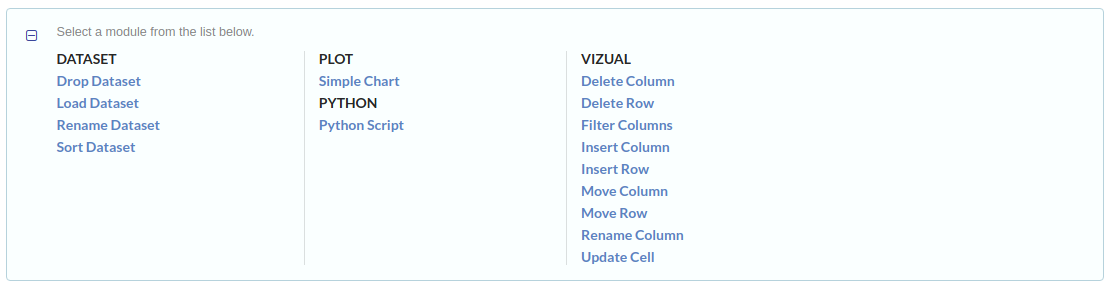 Select a module from the list below.
DATASET
Drop Dataset
Load Dataset
Rename Dataset
Sort Dataset
PLOT
Simple Chart
PYTHON
Python Script
VIZUAL
Delete Column
Delete Row
Filter Columns
Insert Column
Insert Row
Move Column
Move Row
Rename Column
Update Cell